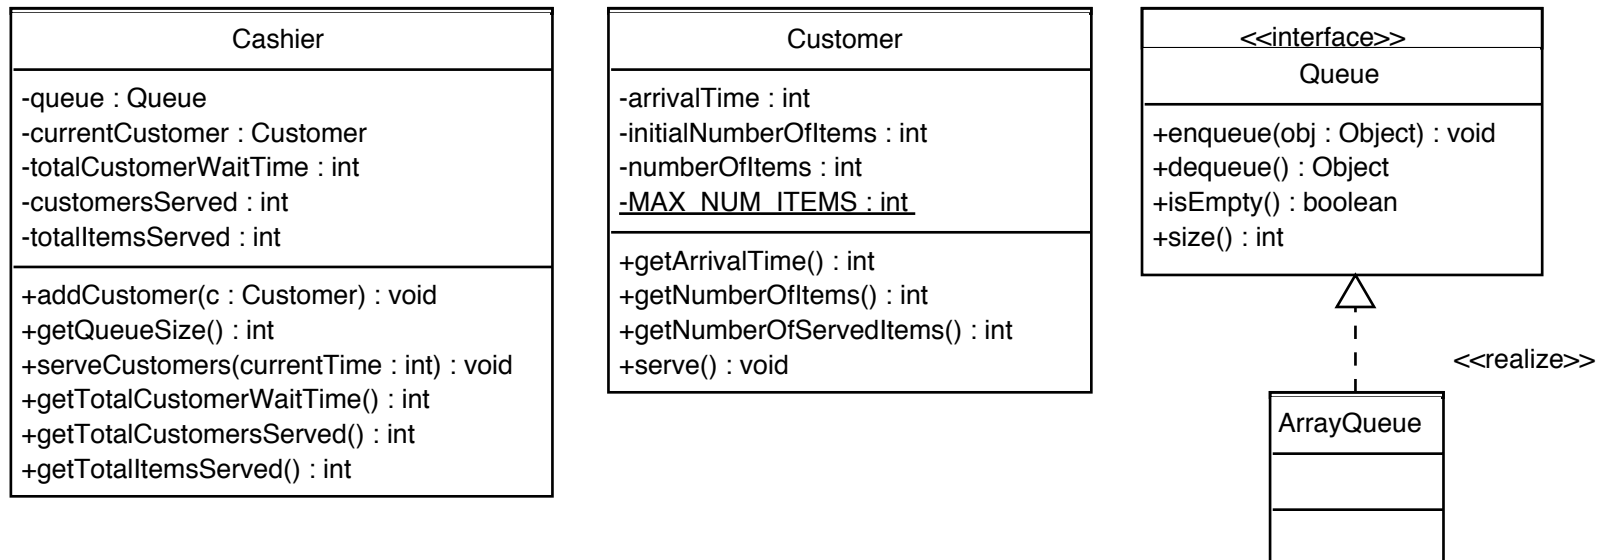 Cashier
-queue : Queue
-currentCustomer : Customer
-totalCustomerWaitTime : int
-customersServed : int
-totalItemsServed : int
+addCustomer(c : Customer) : void
+getQueueSize() : int
+serveCustomers(currentTime : int) : void
+getTotalCustomerWaitTime() : int
+getTotalCustomersServed() : int
+getTotalItemsServed() : int
Customer
-arrivalTime : int
-initialNumberOfItems : int
-numberOfItems : int
-MAX_NUM_ITEMS : int
+getArrivalTime() : int
+getNumberOfItems() : int
+getNumberOfServedItems() : int
+serve() : void
<<interface>>
Queue
+enqueue(obj : Object) : void
+dequeue() : Object
+isEmpty() : boolean
+size() : int
<<realize>>
ArrayQueue